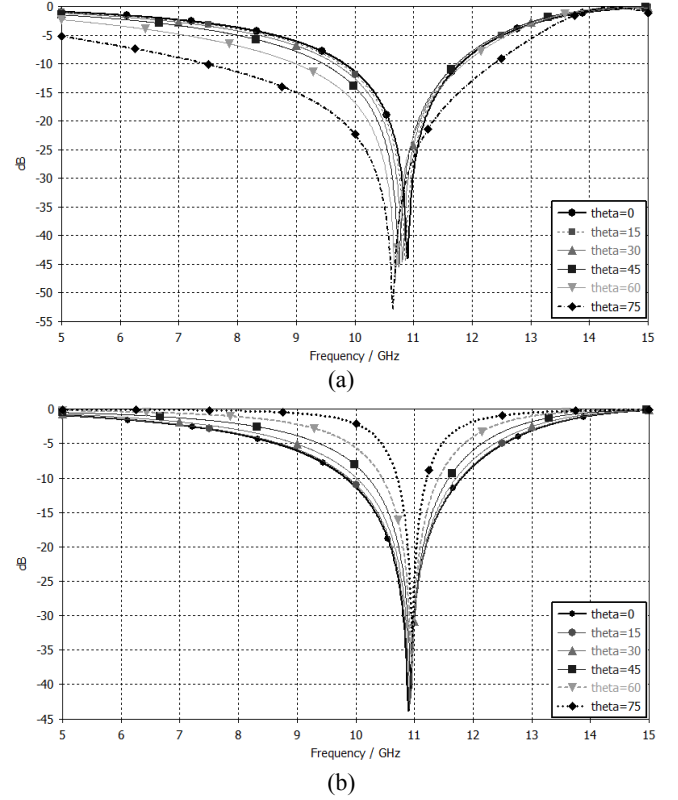 0
-5
-10
-15
-20
-25
-30
-35
-40
-45
-50
-55
dB
theta=0
theta=15
theta=30
theta=45
theta=60
theta=75
5 6 7 8 9 10 11 12 13 14 15
Frequency / GHz
(a)
0
-5
-10
-15
-20
-25
-30
-35
-40
-45
dB
theta=0
theta=15
theta=30
theta=45
theta=60
theta=75
5 6 7 8 9 10 11 12 13 14 15
Frequency / GHz
(b)